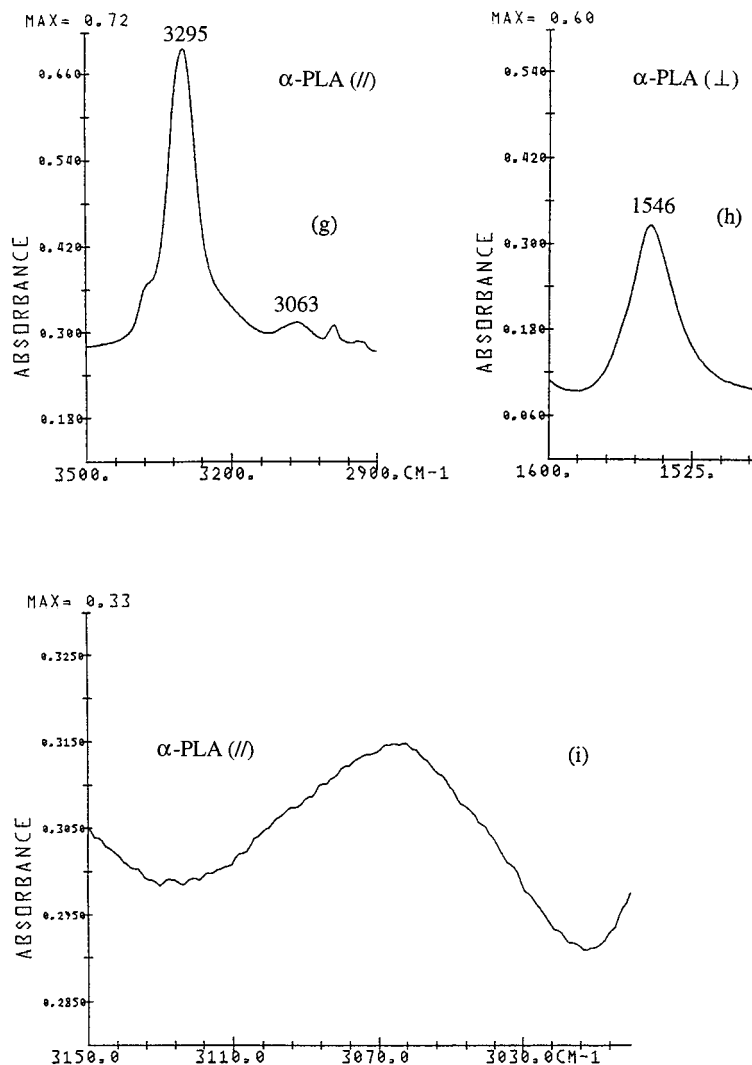 MAX= 0.72
3295
0.660
α-PLA (//)
0.540
(g)
0.420
3063
0.300
0.180
ABSORBANCE
3500. 3200. 2900.CM-1
MAX= 0.60
0.540
α-PLA (⊥)
0.420
1546
(h)
0.300
0.180
0.060
ABSORBANCE
1600. 1525.
MAX= 0.33
0.3250
0.3150
α-PLA (//)
(i)
0.3050
0.2950
0.2850
ABSORBANCE
3150.0 3110.0 3070.0 3030.0CM-1